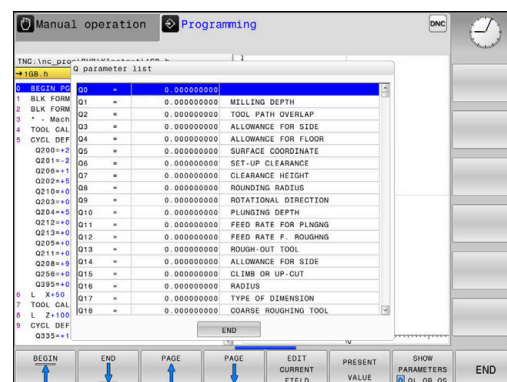 Manual operation
Programming
DNC
Q parameter list
→1GB.h
0 BEGIN PG
1 BLK FORM
2 BLK FORM
3 * - Mach
4 TOOL CAL
5 CYCL DEF
Q200=+2
Q201=-2
Q206=+1
Q202=+5
Q210=+0
Q203=+0
Q204=+5
Q212=+0
Q213=+0
Q205=+0
Q211=+0
Q208=+9
Q256=+0
Q395=+0
6 L X+50
7 TOOL CAL
8 L Z+100
9 CYCL DEF
Q335=+1
Q0 = 0.000000000
Q1 = 0.000000000 MILLING DEPTH
Q2 = 0.000000000 TOOL PATH OVERLAP
Q3 = 0.000000000 ALLOWANCE FOR SIDE
Q4 = 0.000000000 ALLOWANCE FOR FLOOR
Q5 = 0.000000000 SURFACE COORDINATE
Q6 = 0.000000000 SET-UP CLEARANCE
Q7 = 0.000000000 CLEARANCE HEIGHT
Q8 = 0.000000000 ROUNDING RADIUS
Q9 = 0.000000000 ROTATIONAL DIRECTION
Q10 = 0.000000000 PLUNGING DEPTH
Q11 = 0.000000000 FEED RATE FOR PLNGNG
Q12 = 0.000000000 FEED RATE F. ROUGHNG
Q13 = 0.000000000 ROUGH-OUT TOOL
Q14 = 0.000000000 ALLOWANCE FOR SIDE
Q15 = 0.000000000 CLIMB OR UP-CUT
Q16 = 0.000000000 RADIUS
Q17 = 0.000000000 TYPE OF DIMENSION
Q18 = 0.000000000 COARSE ROUGHING TOOL
END
BEGIN
END
PAGE
PAGE
EDIT
CURRENT
FIELD
PRESENT
VALUE
SHOW
PARAMETERS
Q QL QR QS
END